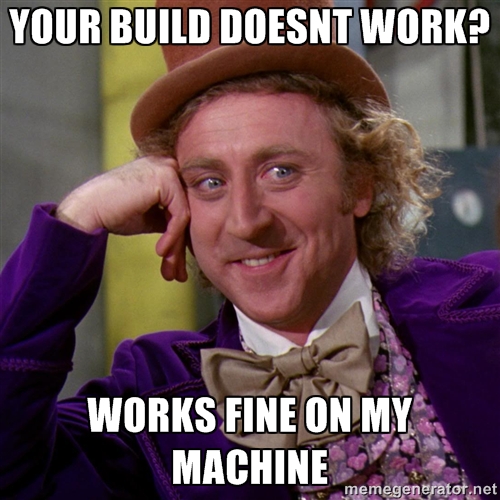 YOUR BUILD DOESNT WORK?
WORKS FINE ON MY
MACHINE
memegenerator.net